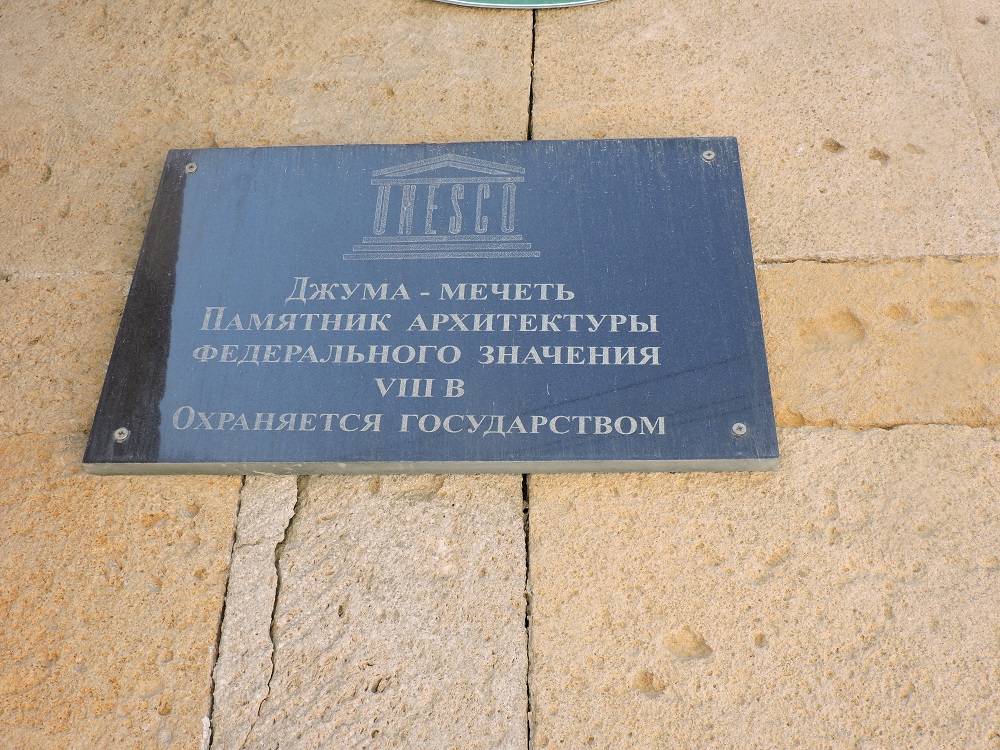 UNESCO
Джума - мечеть
Памятник архитектуры
федерального значения
VIII в
Охраняется государством